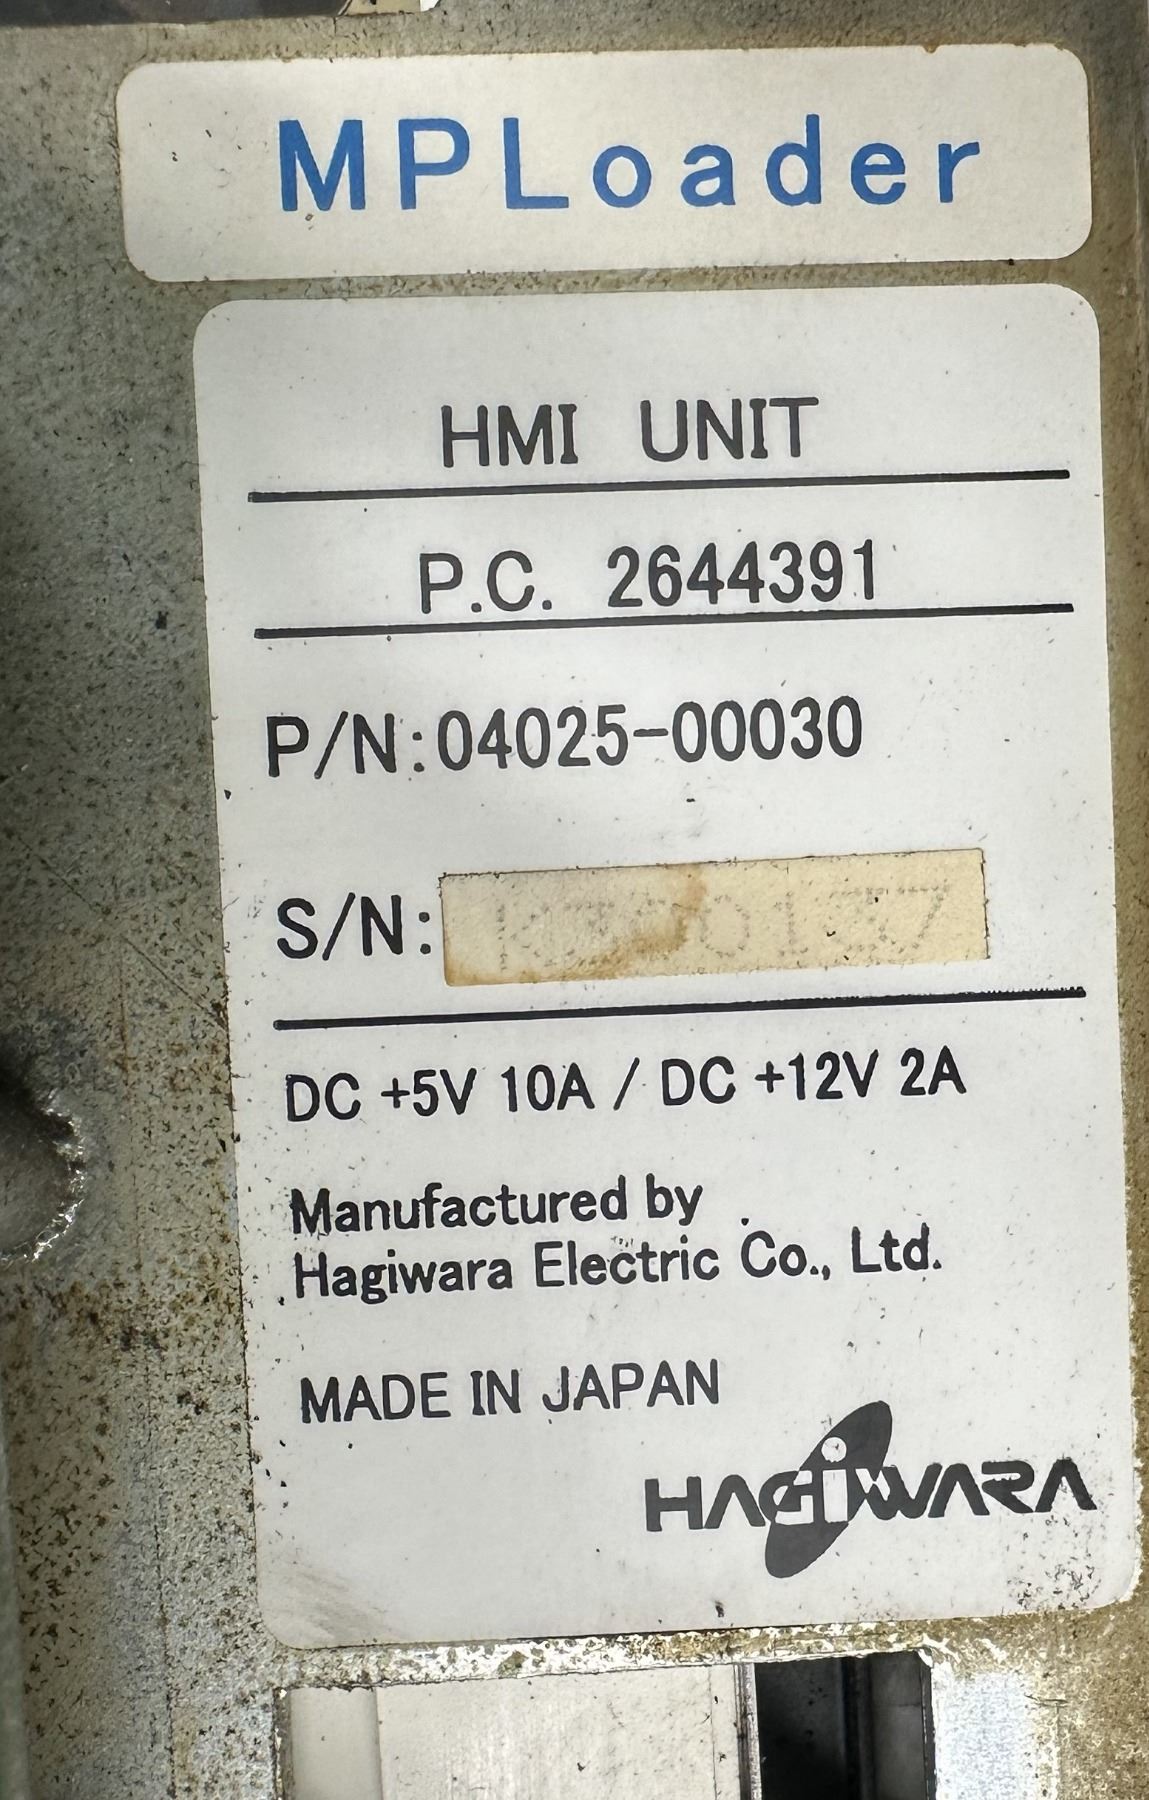 MPLoader
HMI UNIT
P.C. 2644391
P/N:04025-00030
S/N:
DC +5V 10A / DC +12V 2A
Manufactured by
Hagiwara Electric Co., Ltd.
MADE IN JAPAN
HAGIWARA